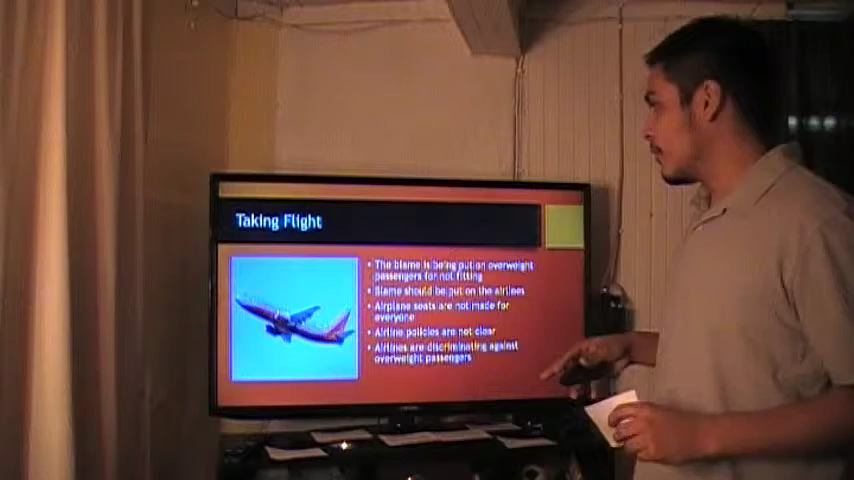 Taking Flight
• The blame is being put on overweight
passengers for not fitting
• Blame should be put on the airlines
• Airplane seats are not made for
everyone
• Airline policies are not clear
• Airlines are discriminating against
overweight passengers